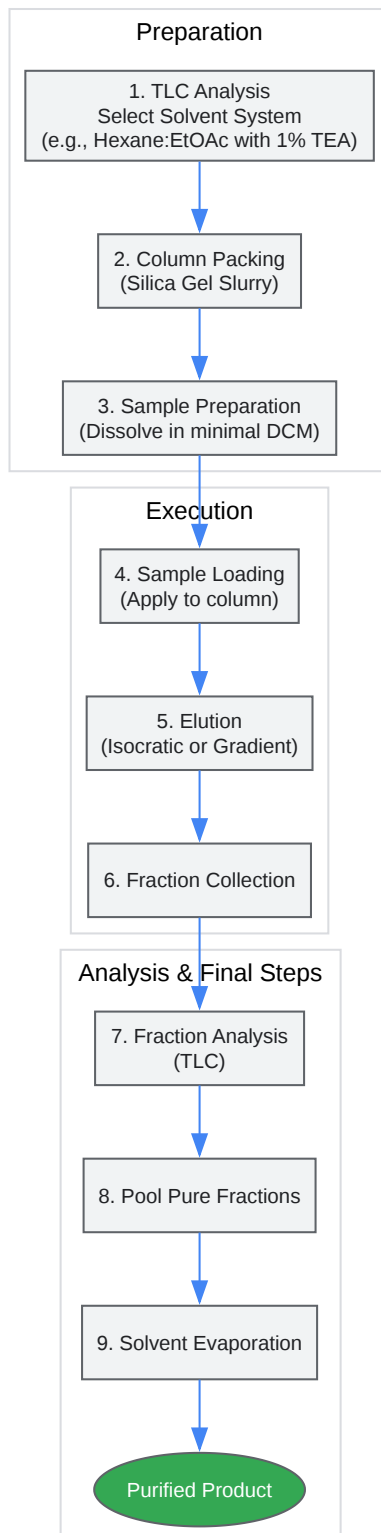 Preparation
1. TLC Analysis
Select Solvent System
(e.g., Hexane:EtOAc with 1% TEA)
2. Column Packing
(Silica Gel Slurry)
3. Sample Preparation
(Dissolve in minimal DCM)
Execution
4. Sample Loading
(Apply to column)
5. Elution
(Isocratic or Gradient)
6. Fraction Collection
Analysis & Final Steps
7. Fraction Analysis
(TLC)
8. Pool Pure Fractions
9. Solvent Evaporation
Purified Product